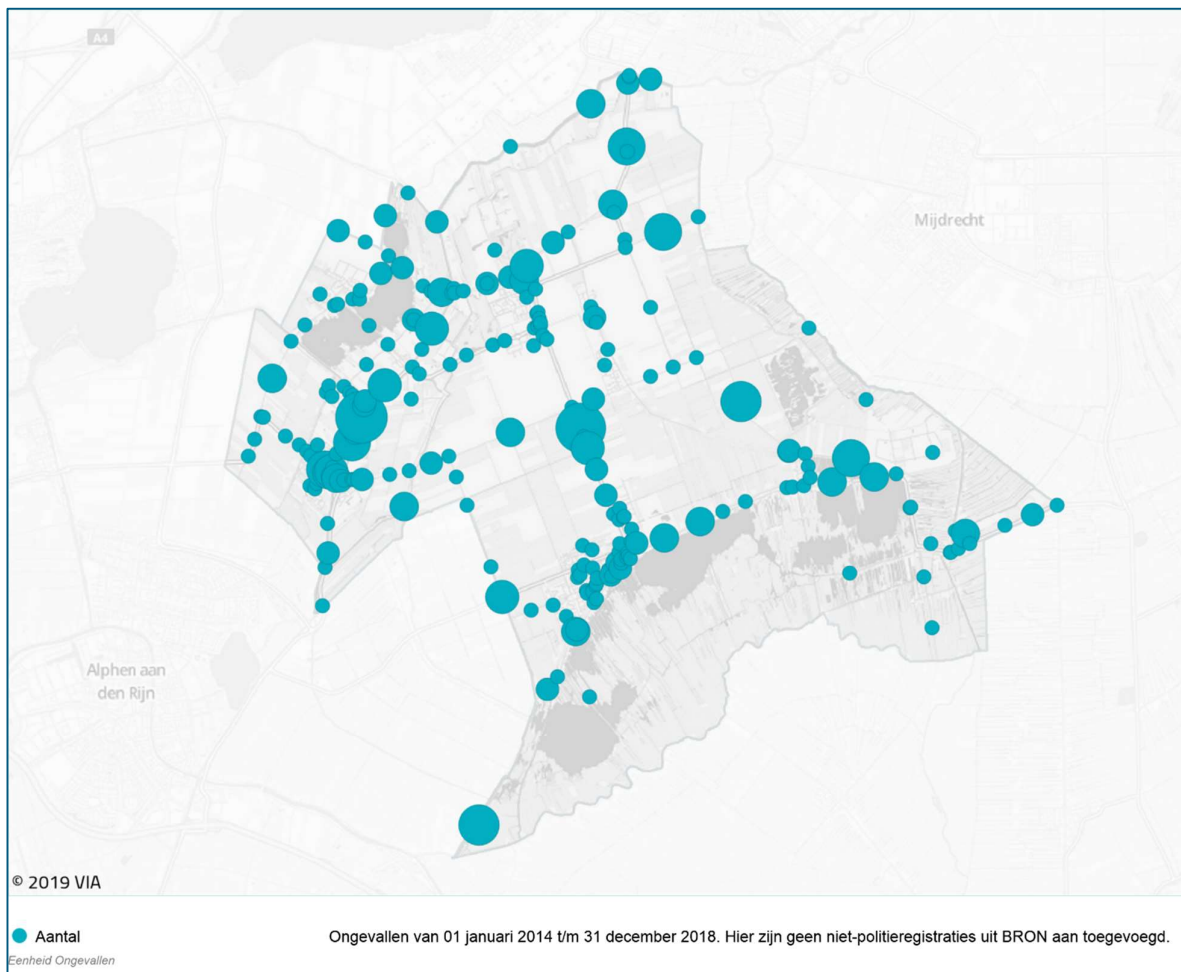 A4
Mijdrecht
Alphen aan
den Rijn
© 2019 VIA
Aantal
Ongevallen van 01 januari 2014 t/m 31 december 2018. Hier zijn geen niet-politieregistraties uit BRON aan toegevoegd.
Eenheid Ongevallen